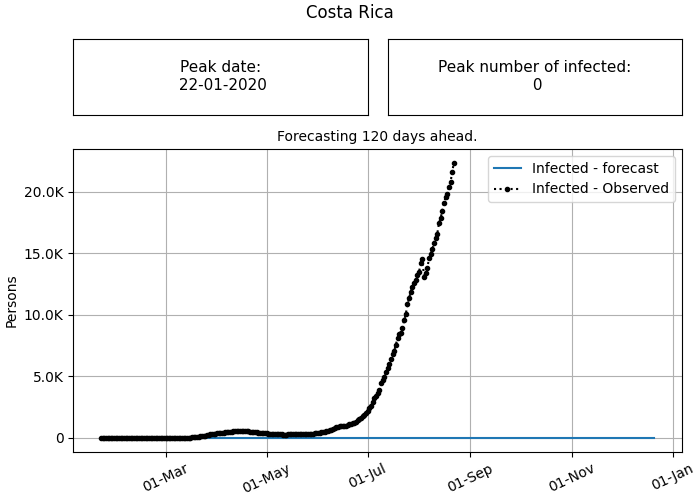 Costa Rica
Peak date:
22-01-2020
Peak number of infected:
0
Forecasting 120 days ahead.
Infected - forecast
Infected - Observed
20.0K
15.0K
10.0K
5.0K
0
Persons
01-Mar
01-May
01-Jul
01-Sep
01-Nov
01-Jan